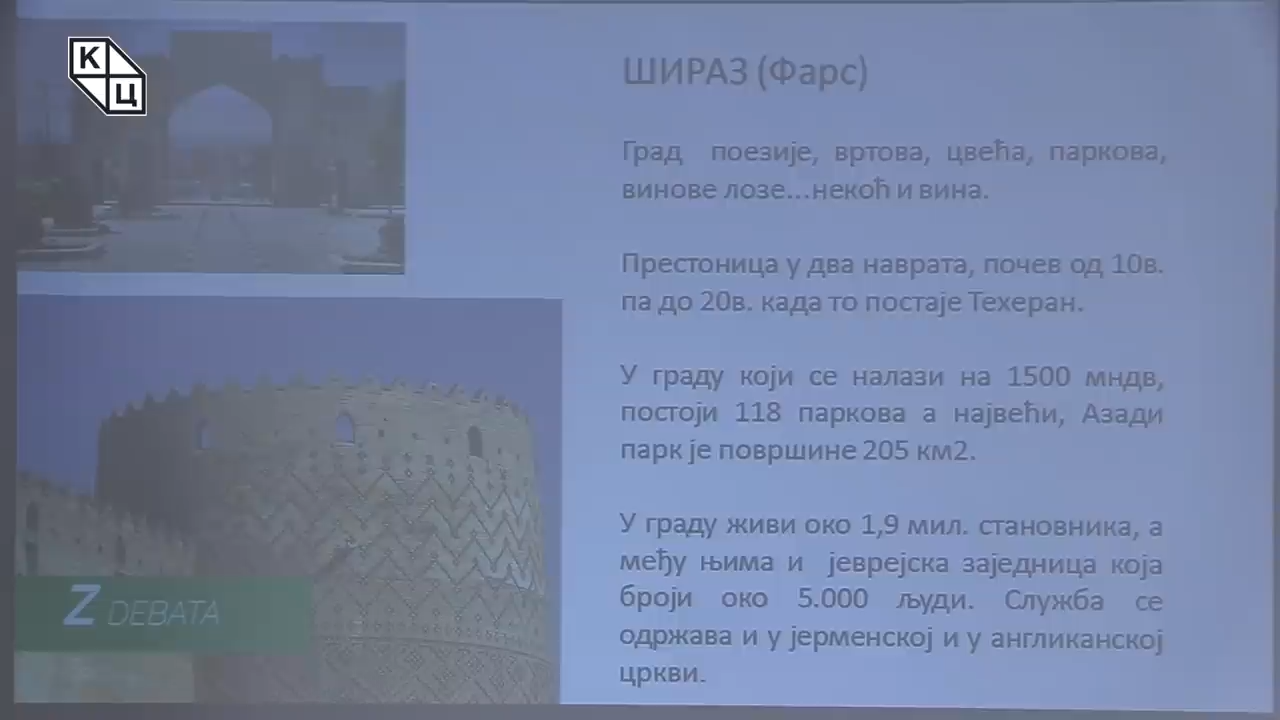 К
Ц
ШИРАЗ (Фарс)
Град поезије, вртова, цвећа, паркова,
винове лозе...некоћ и вина.
Престоница у два наврата, почев од 10в.
па до 20в. када то постаје Техеран.
У граду који се налази на 1500 мндв,
постоји 118 паркова а највећи, Азади
парк је површине 205 км2.
У граду живи око 1,9 мил. становника, а
међу њима и јеврејска заједница која
броји око 5.000 људи. Служба се
одржава и у јерменској и у англиканској
цркви.
Z DEBATA